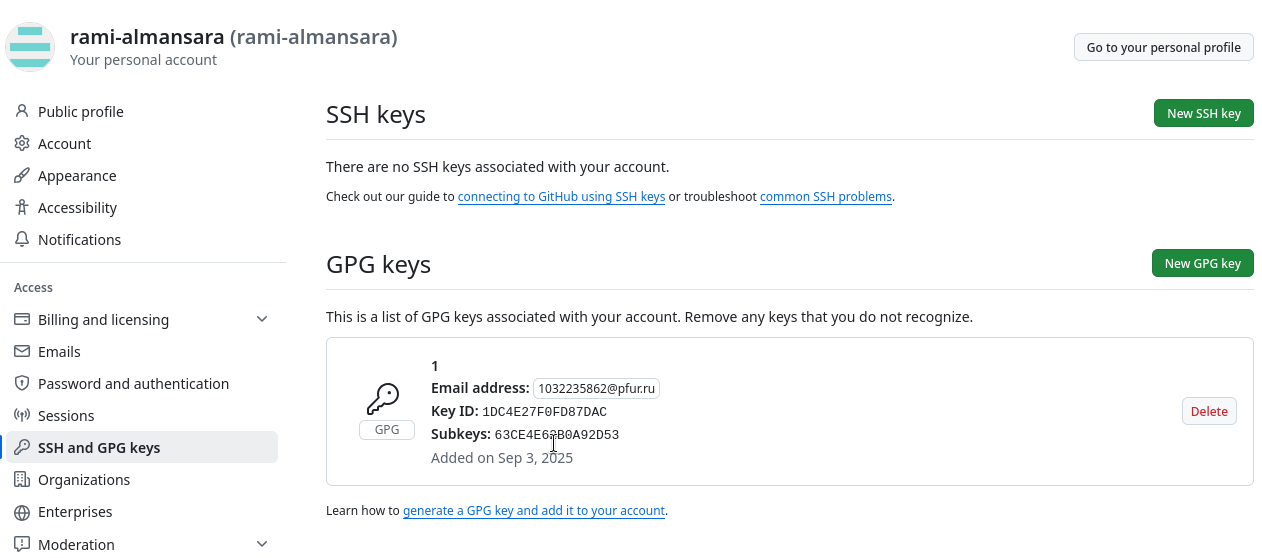 rami-almansara (rami-almansara)
Your personal account
Go to your personal profile
Public profile
Account
Appearance
Accessibility
Notifications
Access
Billing and licensing
Emails
Password and authentication
Sessions
SSH and GPG keys
Organizations
Enterprises
Moderation
SSH keys
New SSH key
There are no SSH keys associated with your account.
Check out our guide to connecting to GitHub using SSH keys or troubleshoot common SSH problems.
GPG keys
New GPG key
This is a list of GPG keys associated with your account. Remove any keys that you do not recognize.
GPG
1
Email address: 1032235862@pfur.ru
Key ID: 1DC4E27F0FD87DAC
Subkeys:
Added on Sep 3, 2025
Delete
Learn how to generate a GPG key and add it to your account.